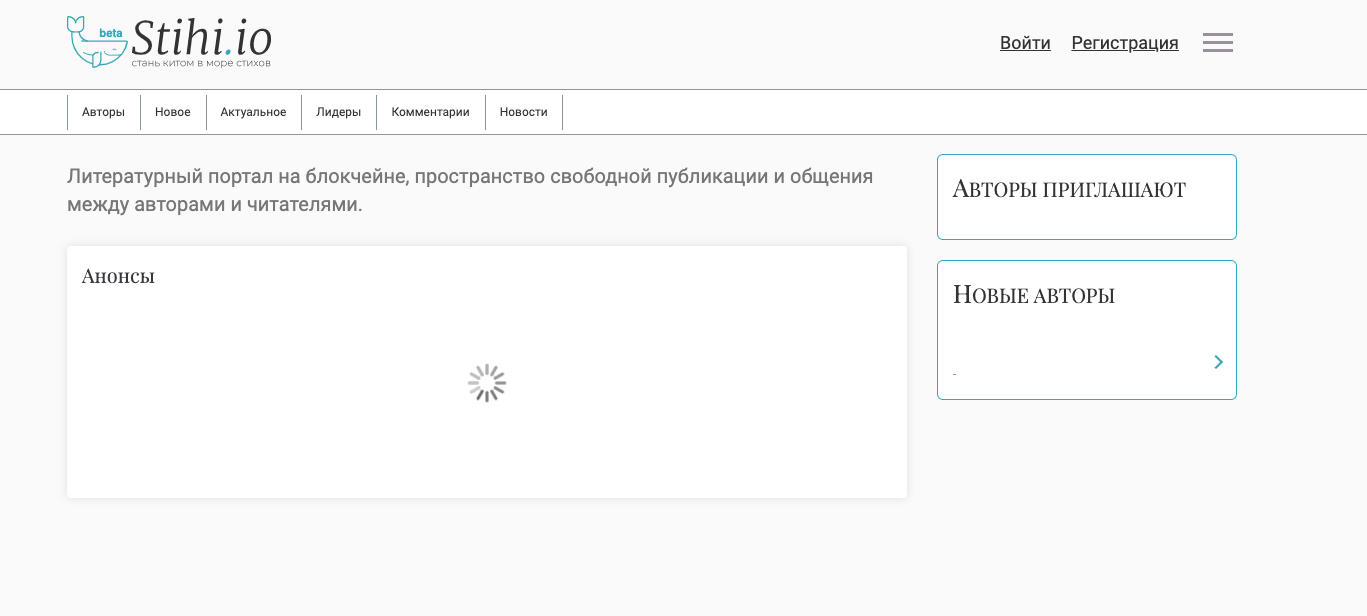 beta
Stihi.io
стань китом в море стихов
Войти Регистрация
Авторы Новое Актуальное Лидеры Комментарии Новости
Литературный портал на блокчейне, пространство свободной публикации и общения
между авторами и читателями.
Анонсы
Авторы приглашают
Новые авторы
-